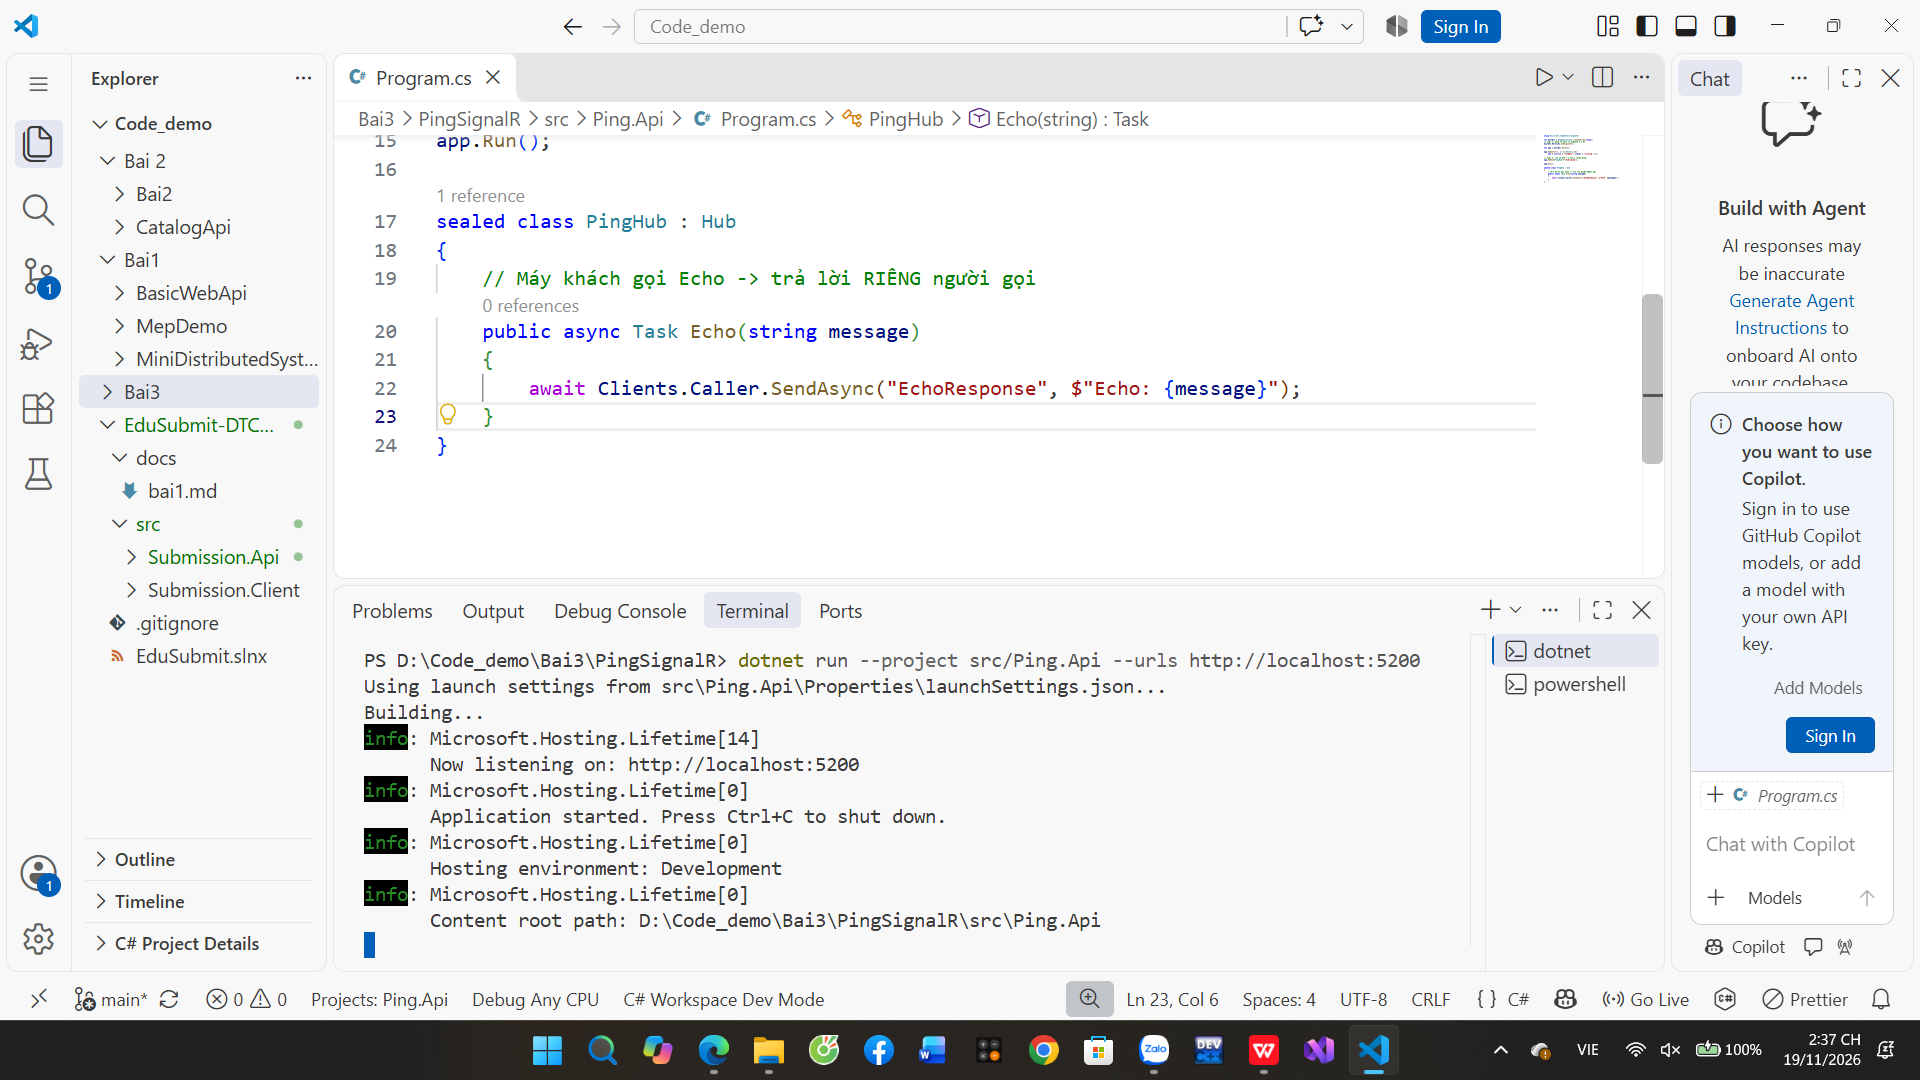 Code_demo
Sign In
Explorer
Code_demo
Bai 2
Bai2
CatalogApi
Bai1
BasicWebApi
MepDemo
MiniDistributedSyst...
Bai3
EduSubmit-DTC...
docs
bai1.md
src
Submission.Api
Submission.Client
.gitignore
EduSubmit.slnx
Outline
Timeline
C# Project Details
1
1
Program.cs
Bai3 > PingSignalR > src > Ping.Api > Program.cs > PingHub > Echo(string) : Task
15 app.Run();
16
1 reference
17 sealed class PingHub : Hub
18 {
19 // Máy khách gọi Echo -> trả lời RIÊNG người gọi
0 references
20 public async Task Echo(string message)
21 {
22 await Clients.Caller.SendAsync("EchoResponse", $"Echo: {message}");
23 }
24 }
Problems Output Debug Console Terminal Ports
PS D:\Code_demo\Bai3\PingSignalR> dotnet run --project src/Ping.Api --urls http://localhost:5200
Using launch settings from src\Ping.Api\Properties\launchSettings.json...
Building...
info: Microsoft.Hosting.Lifetime[14]
Now listening on: http://localhost:5200
info: Microsoft.Hosting.Lifetime[0]
Application started. Press Ctrl+C to shut down.
info: Microsoft.Hosting.Lifetime[0]
Hosting environment: Development
info: Microsoft.Hosting.Lifetime[0]
Content root path: D:\Code_demo\Bai3\PingSignalR\src\Ping.Api
dotnet
powershell
Chat
Build with Agent
AI responses may
be inaccurate
Generate Agent
Instructions to
onboard AI onto
your codebase
Choose how
you want to use
Copilot.
Sign in to use
GitHub Copilot
models, or add
a model with
your own API
key.
Add Models
Sign In
Program.cs
Chat with Copilot
Models
Copilot
main* 0 0 Projects: Ping.Api Debug Any CPU C# Workspace Dev Mode Ln 23, Col 6 Spaces: 4 UTF-8 CRLF {} C# Go Live Prettier
Zalo
DEV
VIE
100%
2:37 CH
19/11/2026